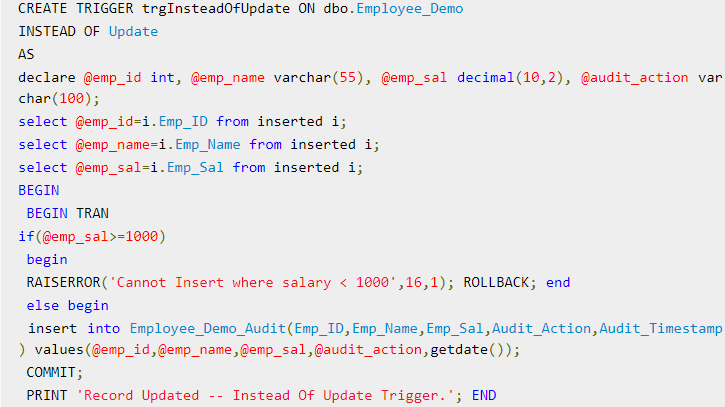 CREATE TRIGGER trgInsteadOfUpdate ON dbo.Employee_Demo
INSTEAD OF Update
AS
declare @emp_id int, @emp_name varchar(55), @emp_sal decimal(10,2), @audit_action var
char(100);
select @emp_id=i.Emp_ID from inserted i;
select @emp_name=i.Emp_Name from inserted i;
select @emp_sal=i.Emp_Sal from inserted i;
BEGIN
BEGIN TRAN
if(@emp_sal>=1000)
begin
RAISERROR('Cannot Insert where salary < 1000',16,1); ROLLBACK; end
else begin
insert into Employee_Demo_Audit(Emp_ID,Emp_Name,Emp_Sal,Audit_Action,Audit_Timestamp
) values(@emp_id,@emp_name,@emp_sal,@audit_action,getdate());
COMMIT;
PRINT 'Record Updated -- Instead Of Update Trigger.'; END